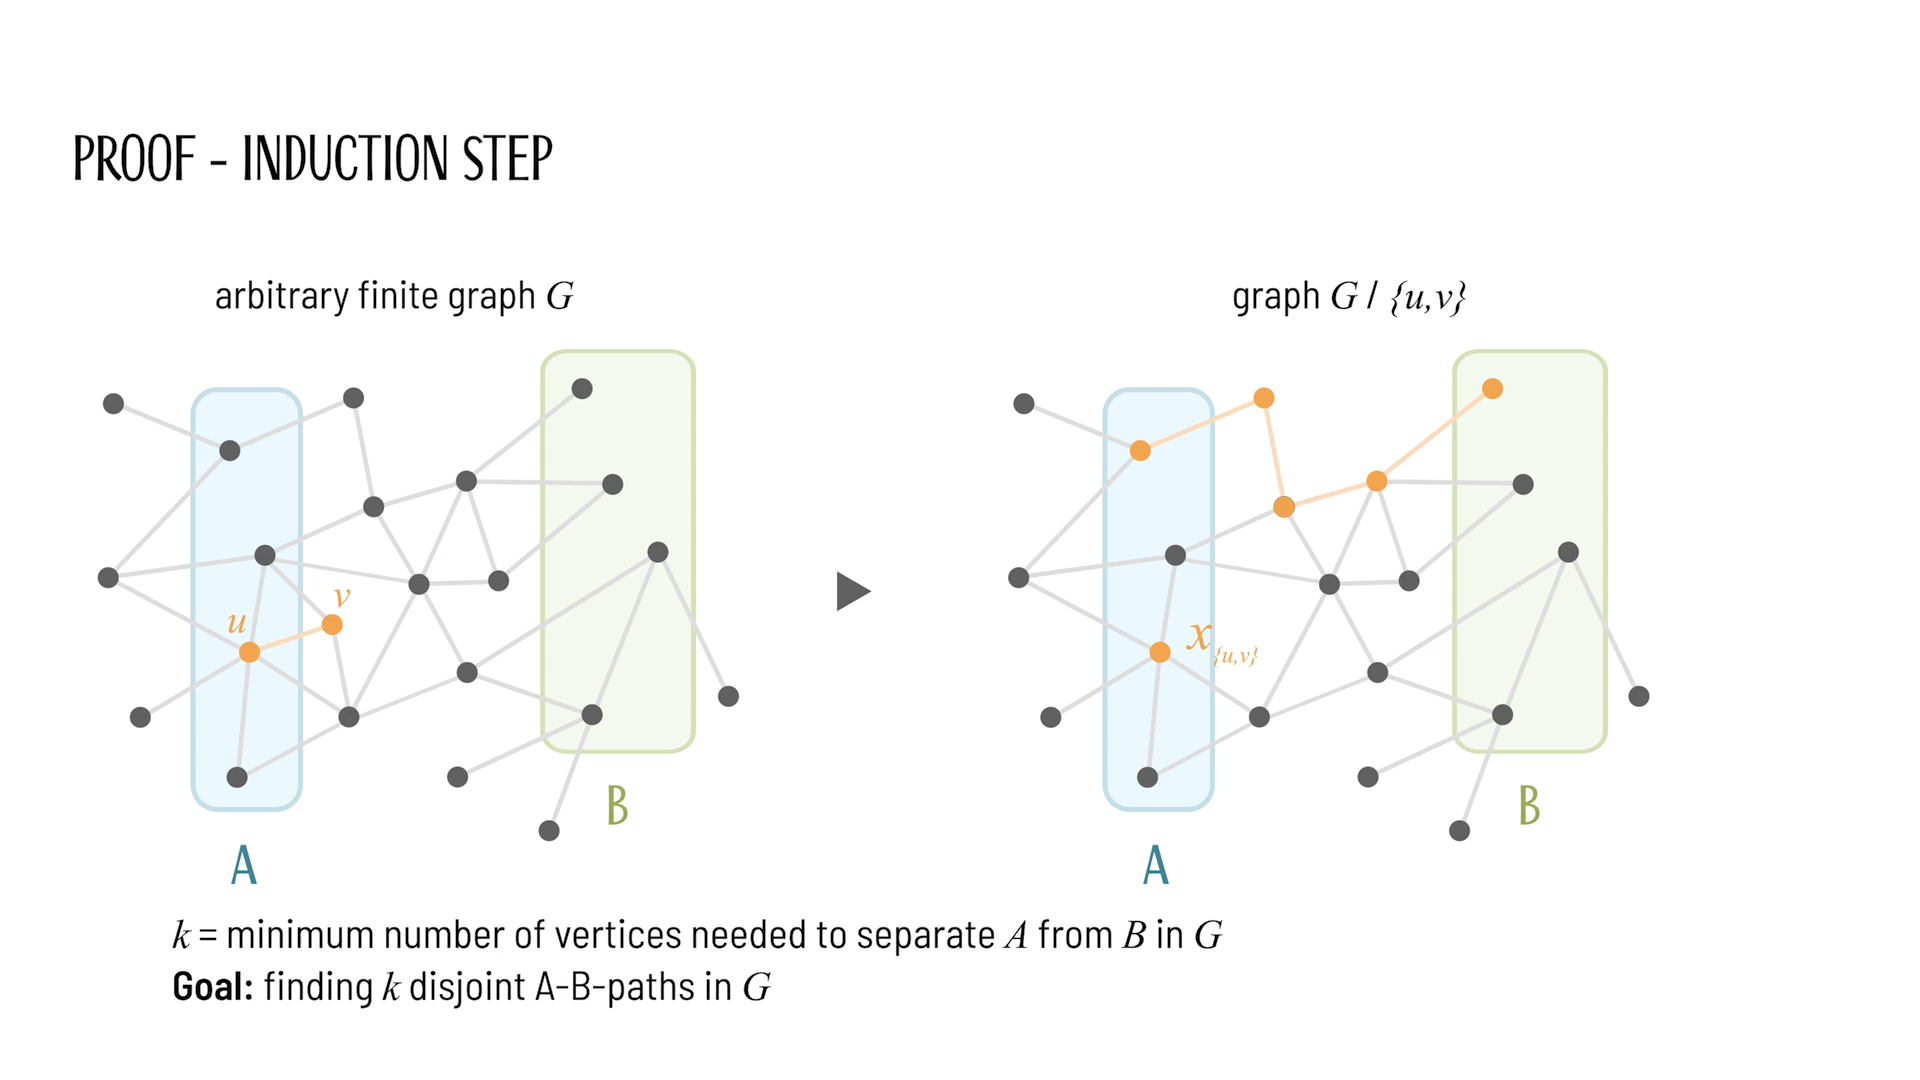 PROOF - INDUCTION STEP
arbitrary finite graph G
graph G / {u,v}
v
u
x{u,v}
B
B
A
A
k = minimum number of vertices needed to separate A from B in G
Goal: finding k disjoint A-B-paths in G